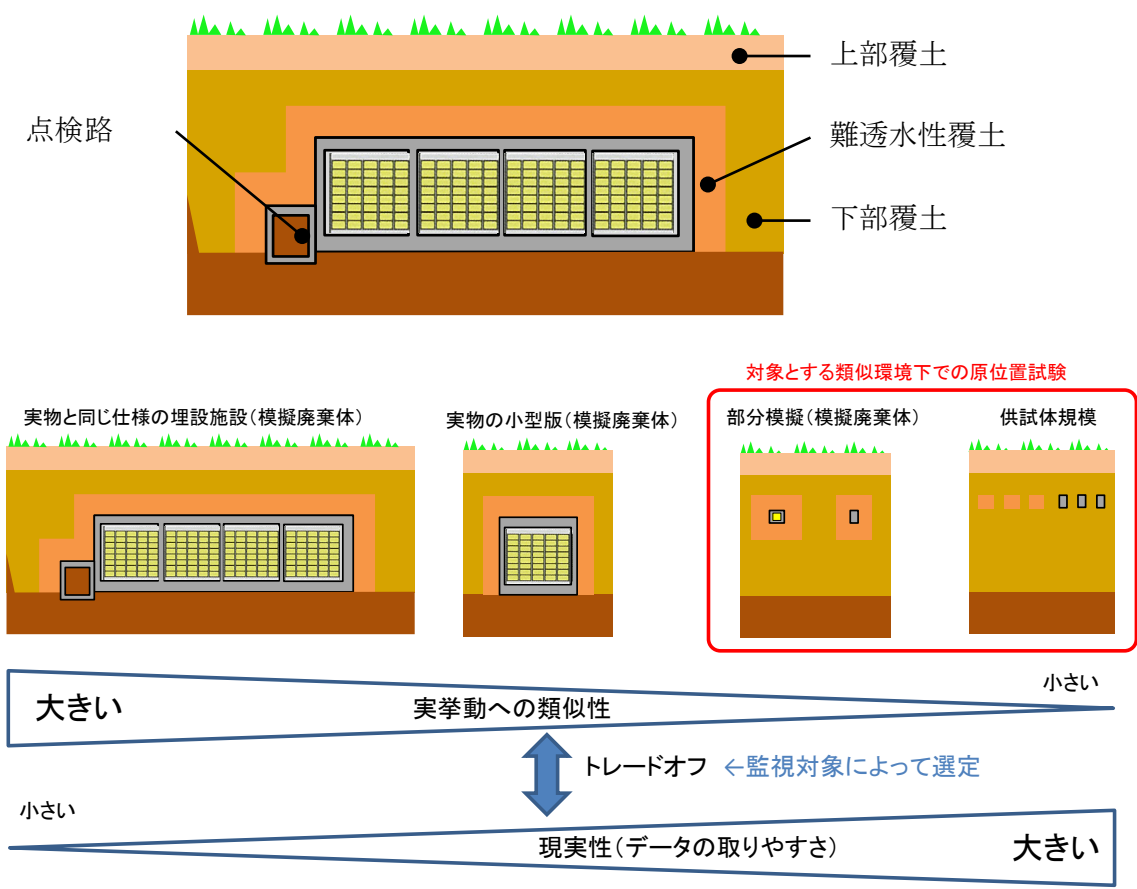 上部覆土
点検路
難透水性覆土
下部覆土
対象とする類似環境下での原位置試験
実物と同じ仕様の埋設施設(模擬廃棄体)
実物の小型版(模擬廃棄体)
部分模擬(模擬廃棄体)
供試体規模
小さい
大きい
実挙動への類似性
トレードオフ ←監視対象によって選定
小さい
現実性(データの取りやすさ)
大きい